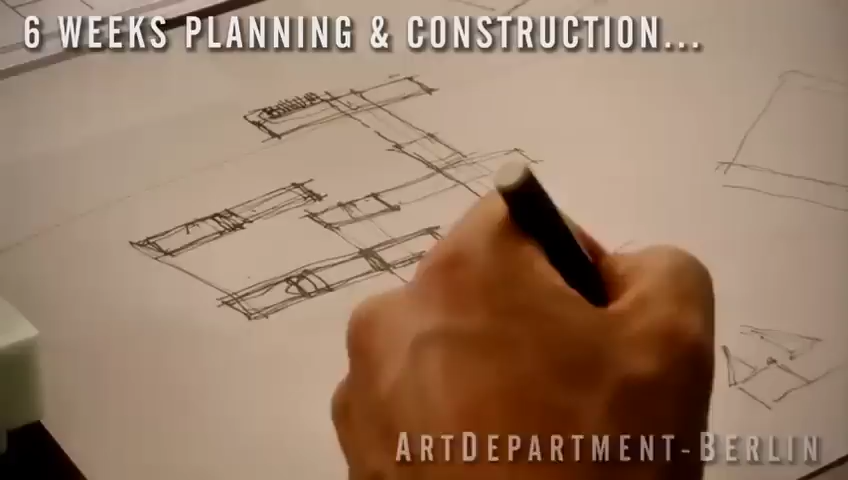 6 WEEKS PLANNING & CONSTRUCTION...
ARTDEPARTMENT-BERLIN